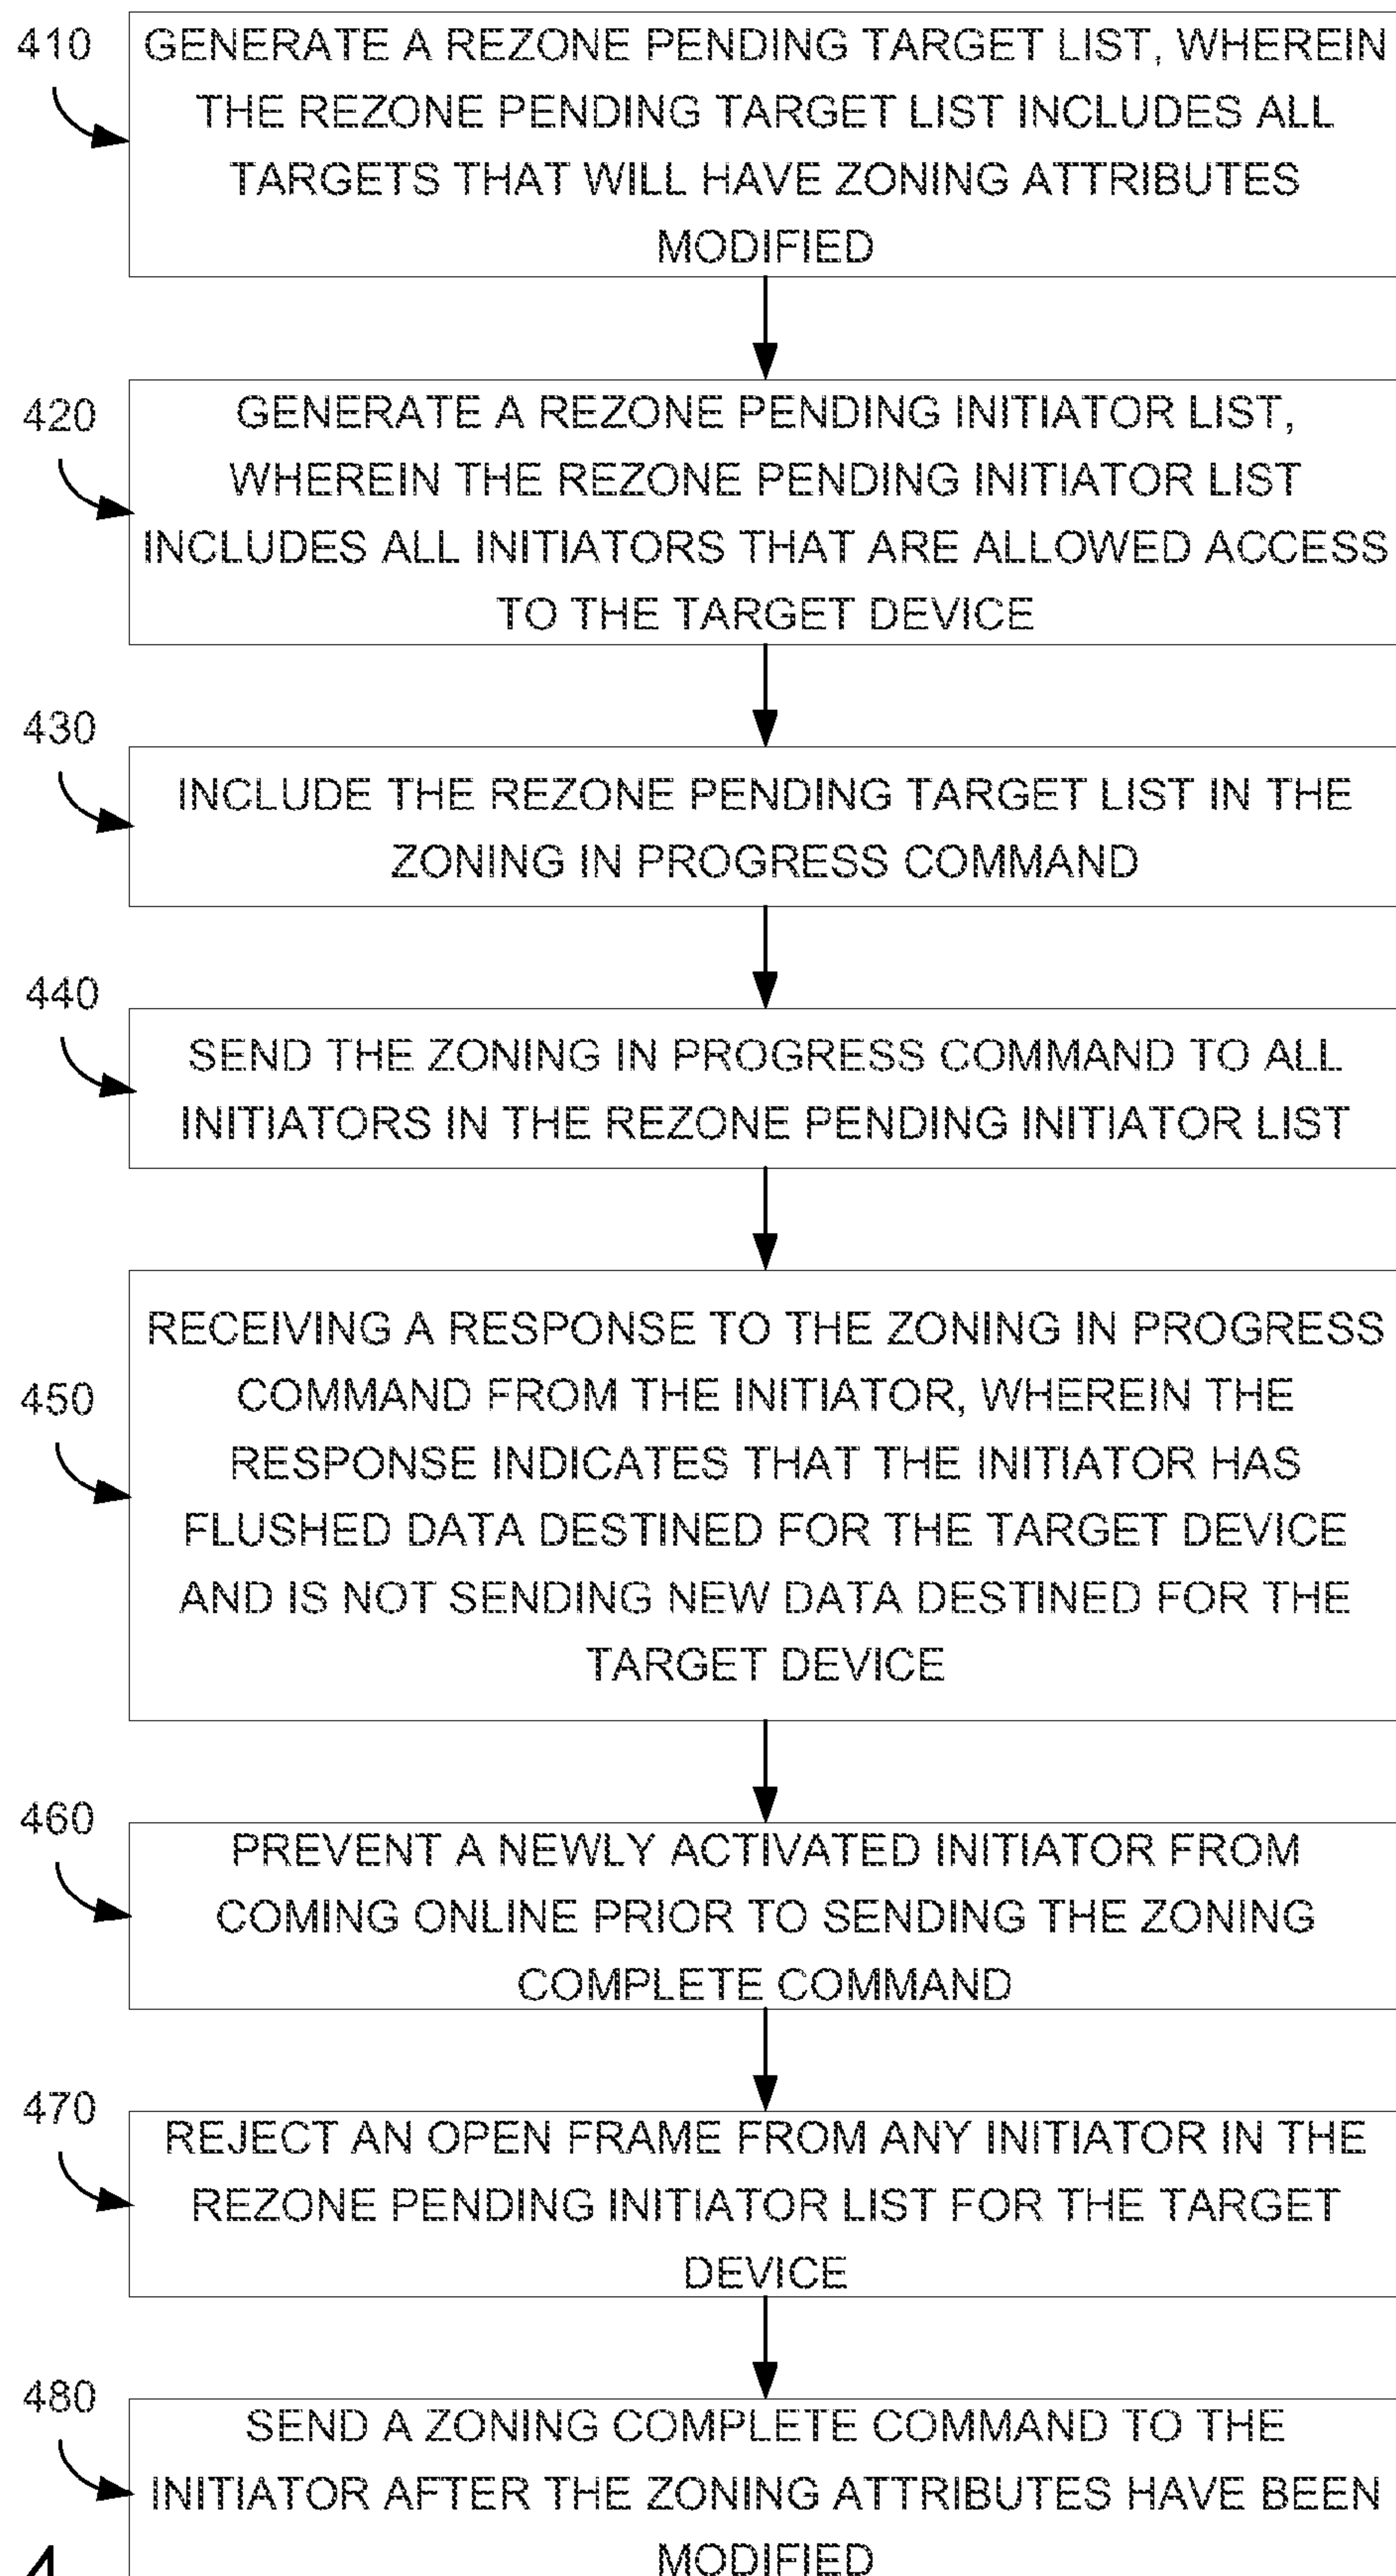 410
GENERATE A REZONE PENDING TARGET LIST, WHEREIN
THE REZONE PENDING TARGET LIST INCLUDES ALL
TARGETS THAT WILL HAVE ZONING ATTRIBUTES
MODIFIED
420
GENERATE A REZONE PENDING INITIATOR LIST,
WHEREIN THE REZONE PENDING INITIATOR LIST
INCLUDES ALL INITIATORS THAT ARE ALLOWED ACCESS
TO THE TARGET DEVICE
430
INCLUDE THE REZONE PENDING TARGET LIST IN THE
ZONING IN PROGRESS COMMAND
440
SEND THE ZONING IN PROGRESS COMMAND TO ALL
INITIATORS IN THE REZONE PENDING INITIATOR LIST
450
RECEIVING A RESPONSE TO THE ZONING IN PROGRESS
COMMAND FROM THE INITIATOR, WHEREIN THE
RESPONSE INDICATES THAT THE INITIATOR HAS
FLUSHED DATA DESTINED FOR THE TARGET DEVICE
AND IS NOT SENDING NEW DATA DESTINED FOR THE
TARGET DEVICE
460
PREVENT A NEWLY ACTIVATED INITIATOR FROM
COMING ONLINE PRIOR TO SENDING THE ZONING
COMPLETE COMMAND
470
REJECT AN OPEN FRAME FROM ANY INITIATOR IN THE
REZONE PENDING INITIATOR LIST FOR THE TARGET
DEVICE
480
SEND A ZONING COMPLETE COMMAND TO THE
INITIATOR AFTER THE ZONING ATTRIBUTES HAVE BEEN
MODIFIED
4